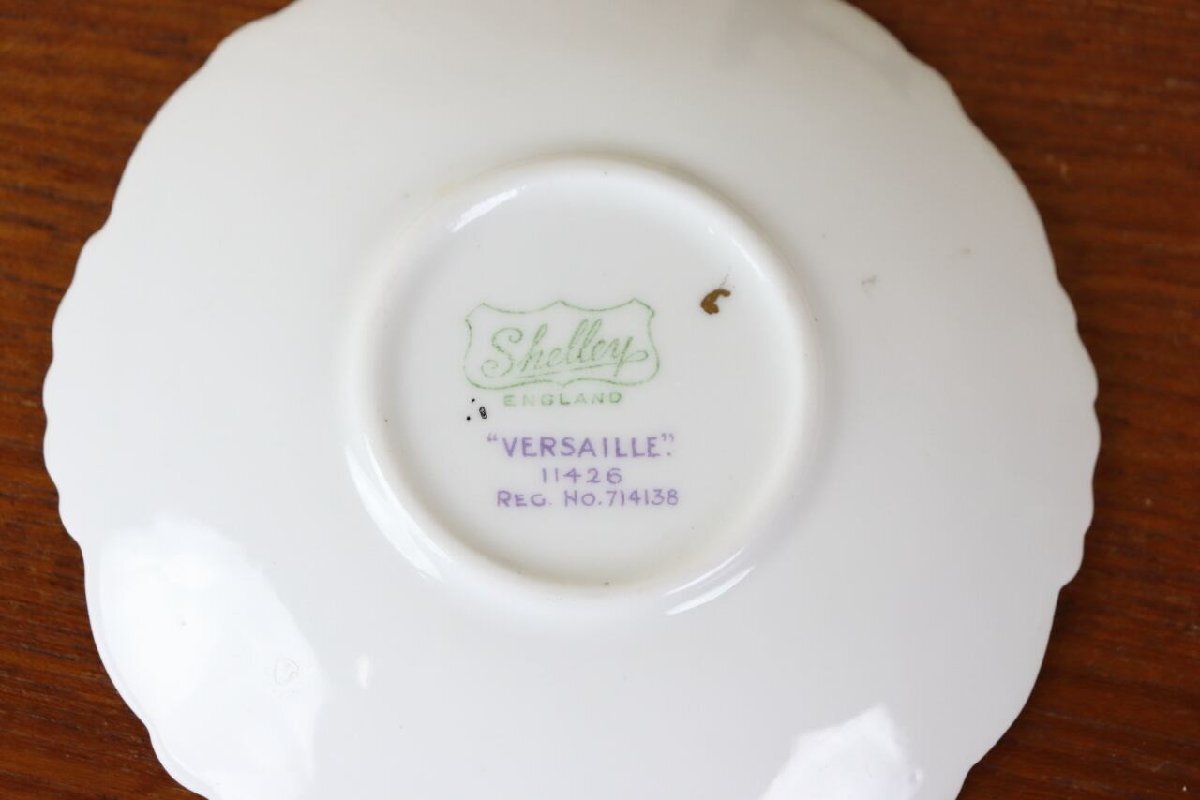 Shelley
ENGLAND
"VERSAILLE".
11426
REG. NO. 714138